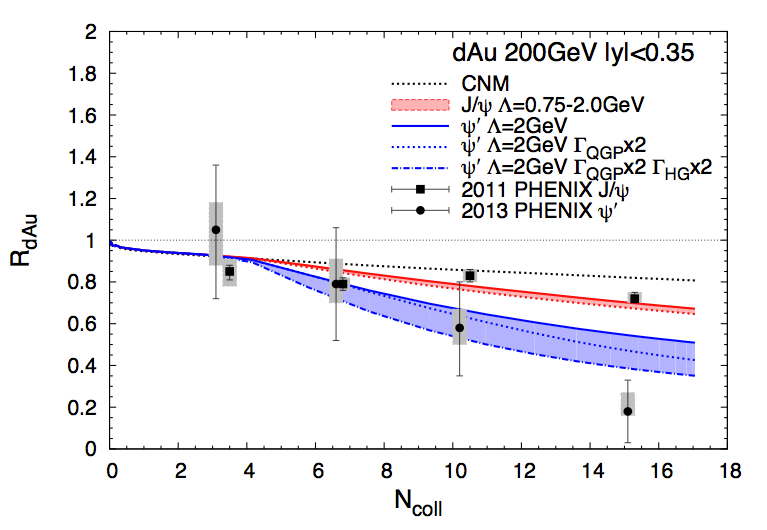 dAu 200GeV |y|<0.35
CNM
J/ψ Λ=0.75-2.0GeV
ψ′ Λ=2GeV
ψ′ Λ=2GeV Γ_QGPx2
ψ′ Λ=2GeV Γ_QGPx2 Γ_HGx2
2011 PHENIX J/ψ
2013 PHENIX ψ′
R_dAu
2
1.8
1.6
1.4
1.2
1
0.8
0.6
0.4
0.2
0
0 2 4 6 8 10 12 14 16 18
N_coll